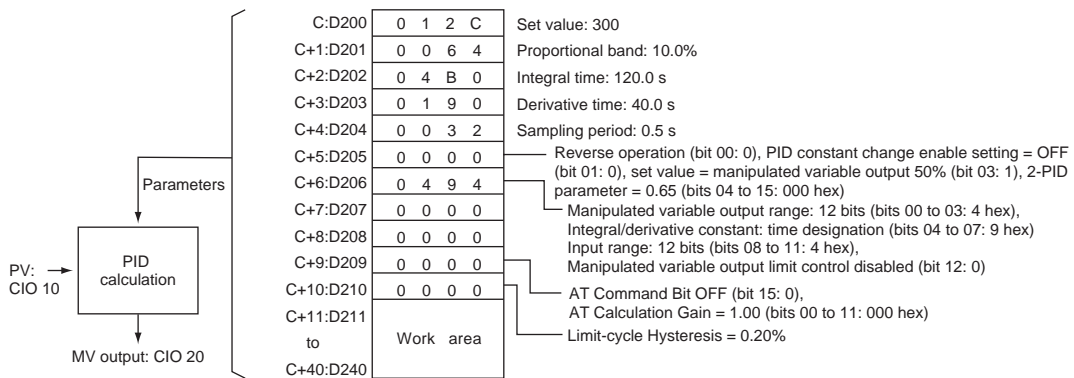 C:D200 0 1 2 C Set value: 300
C+1:D201 0 0 6 4 Proportional band: 10.0%
C+2:D202 0 4 B 0 Integral time: 120.0 s
C+3:D203 0 1 9 0 Derivative time: 40.0 s
C+4:D204 0 0 3 2 Sampling period: 0.5 s
C+5:D205 0 0 0 0
C+6:D206 0 4 9 4
C+7:D207 0 0 0 0
C+8:D208 0 0 0 0
C+9:D209 0 0 0 0
C+10:D210 0 0 0 0
C+11:D211
to
C+40:D240
Work area
Reverse operation (bit 00: 0), PID constant change enable setting = OFF
(bit 01: 0), set value = manipulated variable output 50% (bit 03: 1), 2-PID
parameter = 0.65 (bits 04 to 15: 000 hex)
Manipulated variable output range: 12 bits (bits 00 to 03: 4 hex),
Integral/derivative constant: time designation (bits 04 to 07: 9 hex)
Input range: 12 bits (bits 08 to 11: 4 hex),
Manipulated variable output limit control disabled (bit 12: 0)
AT Command Bit OFF (bit 15: 0),
AT Calculation Gain = 1.00 (bits 00 to 11: 000 hex)
Limit-cycle Hysteresis = 0.20%
Parameters
PV:
CIO 10
PID
calculation
MV output: CIO 20